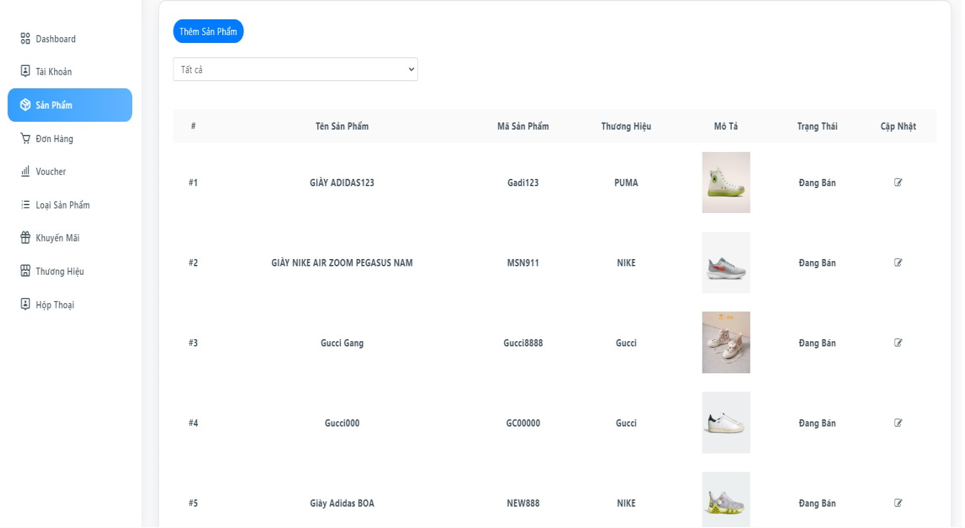 Dashboard
Tài Khoản
Sản Phẩm
Đơn Hàng
Voucher
Loại Sản Phẩm
Khuyến Mãi
Thương Hiệu
Hộp Thoại
Thêm Sản Phẩm
Tất cả
# Tên Sản Phẩm Mã Sản Phẩm Thương Hiệu Mô Tả Trạng Thái Cập Nhật
#1 GIÀY ADIDAS123 Gadi123 PUMA Đang Bán
#2 GIÀY NIKE AIR ZOOM PEGASUS NAM MSN911 NIKE Đang Bán
#3 Gucci Gang Gucci8888 Gucci Đang Bán
#4 Gucci000 GC00000 Gucci Đang Bán
#5 Giày Adidas BOA NEW888 NIKE Đang Bán